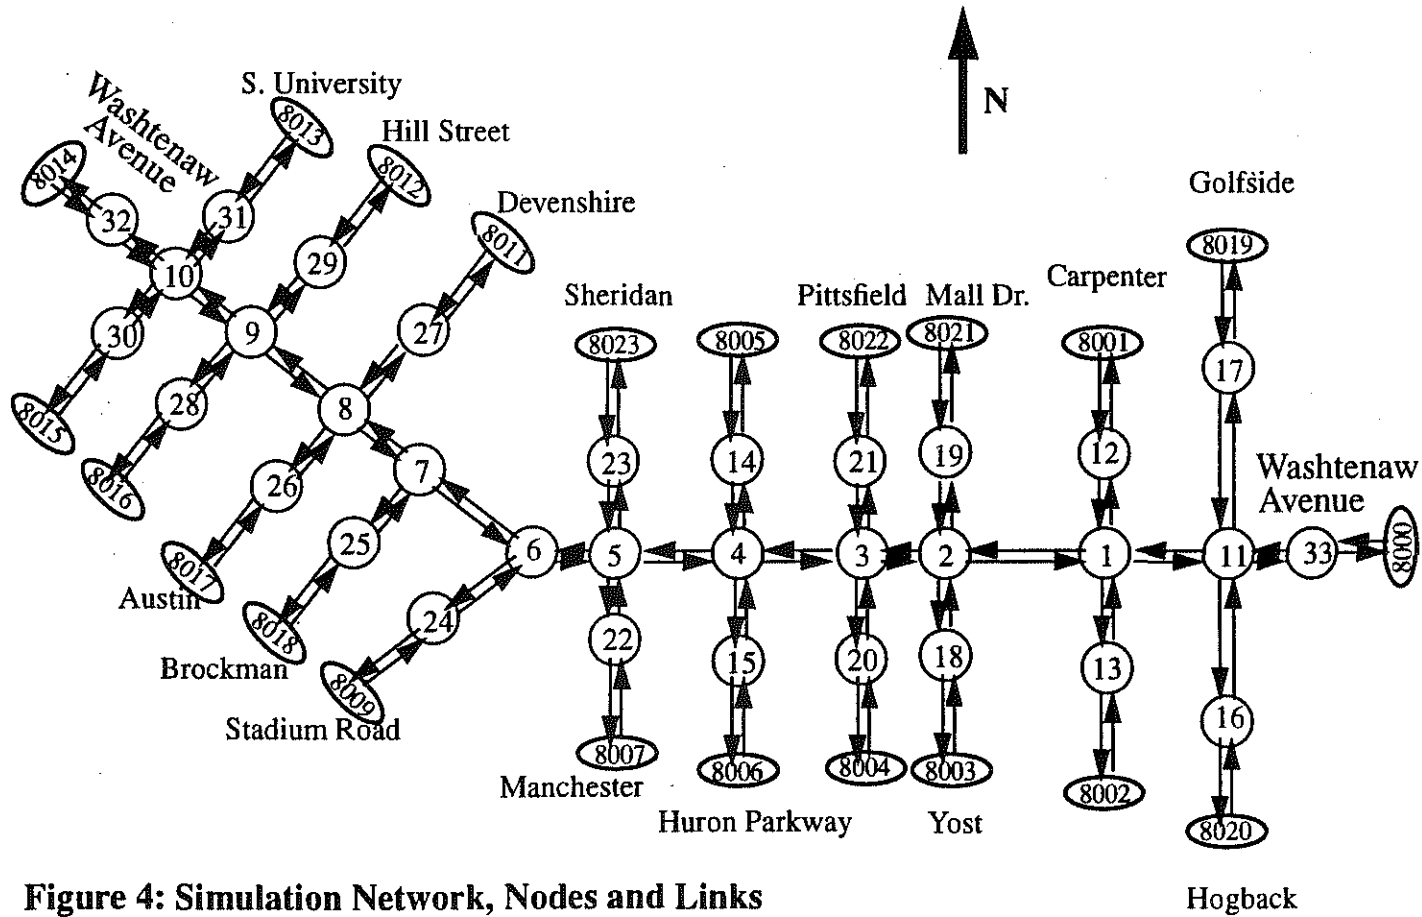 S. University
Washtenaw
Avenue
Hill Street
N
8013
8012
8014
Devenshire
Golfside
32
31
8011
8019
29
10
Carpenter
Sheridan
Pittsfield
Mall Dr.
30
9
27
8023
8005
8022
8021
8001
17
8015
28
8
23
14
21
19
12
Washtenaw
Avenue
8016
26
7
25
6
5
4
3
2
1
11
33
8000
8017
Austin
24
22
15
20
18
13
8018
Brockman
8009
16
Stadium Road
8007
8006
8004
8003
8002
Manchester
Huron Parkway
Yost
8020
Figure 4: Simulation Network, Nodes and Links
Hogback